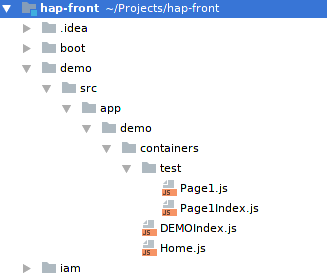 hap-front ~/Projects/hap-front
.idea
boot
demo
src
app
demo
containers
test
JS Page1.js
JS Page1Index.js
JS DEMOIndex.js
JS Home.js
iam